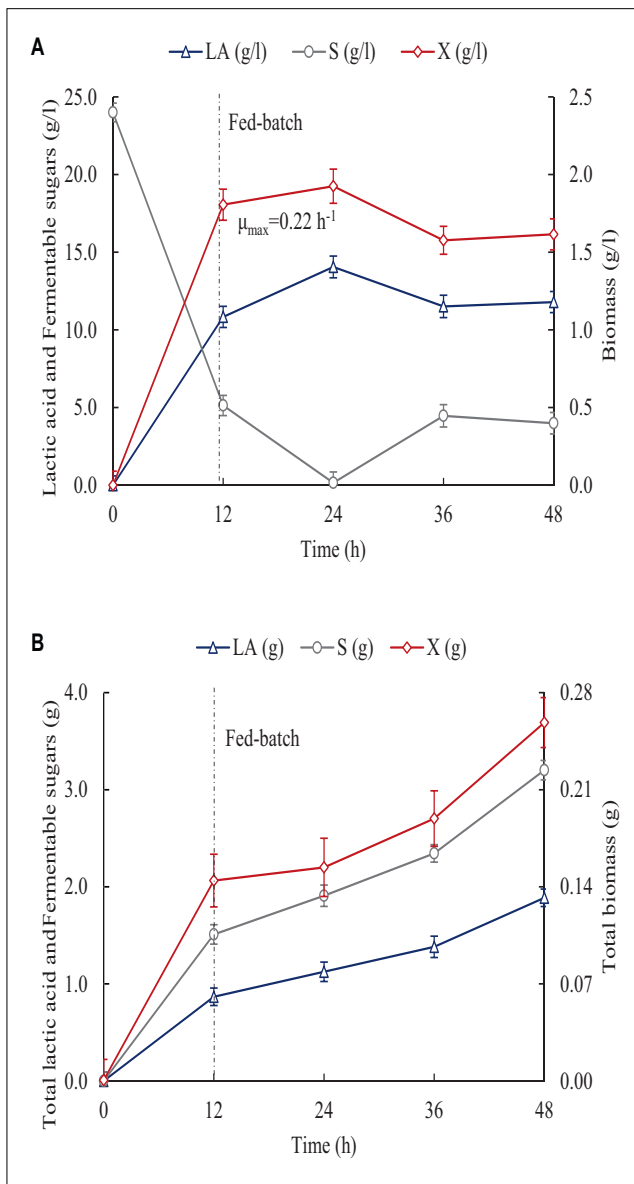 A
LA (g/l) S (g/l) X (g/l)
Lactic acid and Fermentable sugars (g/l)
25.0
20.0
15.0
10.0
5.0
0.0
Fed-batch
μmax=0.22 h-1
2.5
2.0
1.5
1.0
0.5
0.0
Biomass (g/l)
0 12 24 36 48
Time (h)
B
LA (g) S (g) X (g)
Total lactic acid and Fermentable sugars (g)
4.0
3.0
2.0
1.0
0.0
Fed-batch
0.28
0.21
0.14
0.07
0.00
Total biomass (g)
0 12 24 36 48
Time (h)